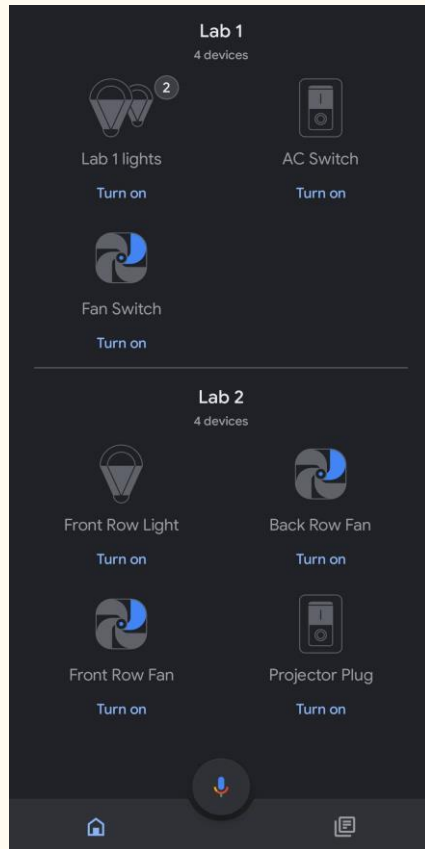 Lab 1
4 devices
2
Lab 1 lights
AC Switch
Turn on
Turn on
Fan Switch
Turn on
Lab 2
4 devices
Front Row Light
Back Row Fan
Turn on
Turn on
Front Row Fan
Projector Plug
Turn on
Turn on